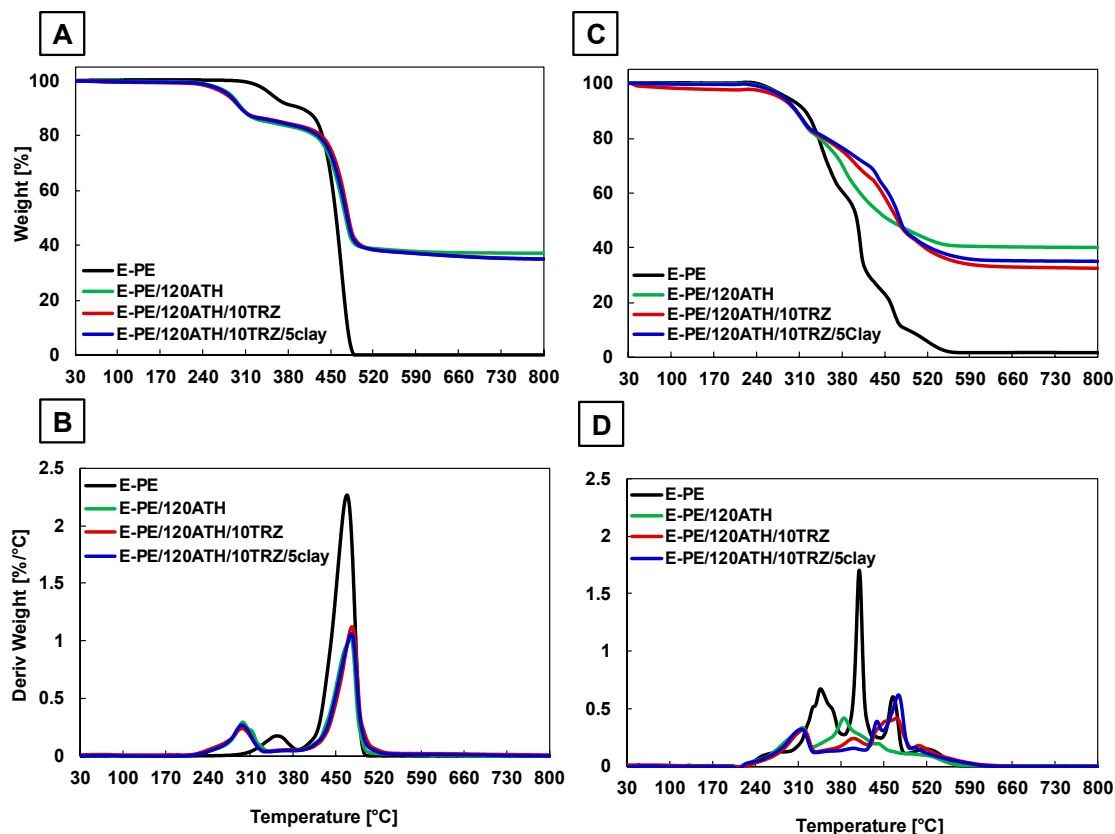 A
100
80
60
40
20
0
Weight [%]
E-PE
E-PE/120ATH
E-PE/120ATH/10TRZ
E-PE/120ATH/10TRZ/5clay
30 100 170 240 310 380 450 520 590 660 730 800
C
100
80
60
40
20
0
E-PE
E-PE/120ATH
E-PE/120ATH/10TRZ
E-PE/120ATH/10TRZ/5Clay
30 100 170 240 310 380 450 520 590 660 730 800
B
2.5
2
1.5
1
0.5
0
Deriv Weight [%/°C]
E-PE
E-PE/120ATH
E-PE/120ATH/10TRZ
E-PE/120ATH/10TRZ/5clay
30 100 170 240 310 380 450 520 590 660 730 800
Temperature [°C]
D
2.5
2
1.5
1
0.5
0
E-PE
E-PE/120ATH
E-PE/120ATH/10TRZ
E-PE/120ATH/10TRZ/5clay
30 100 170 240 310 380 450 520 590 660 730 800
Temperature [°C]